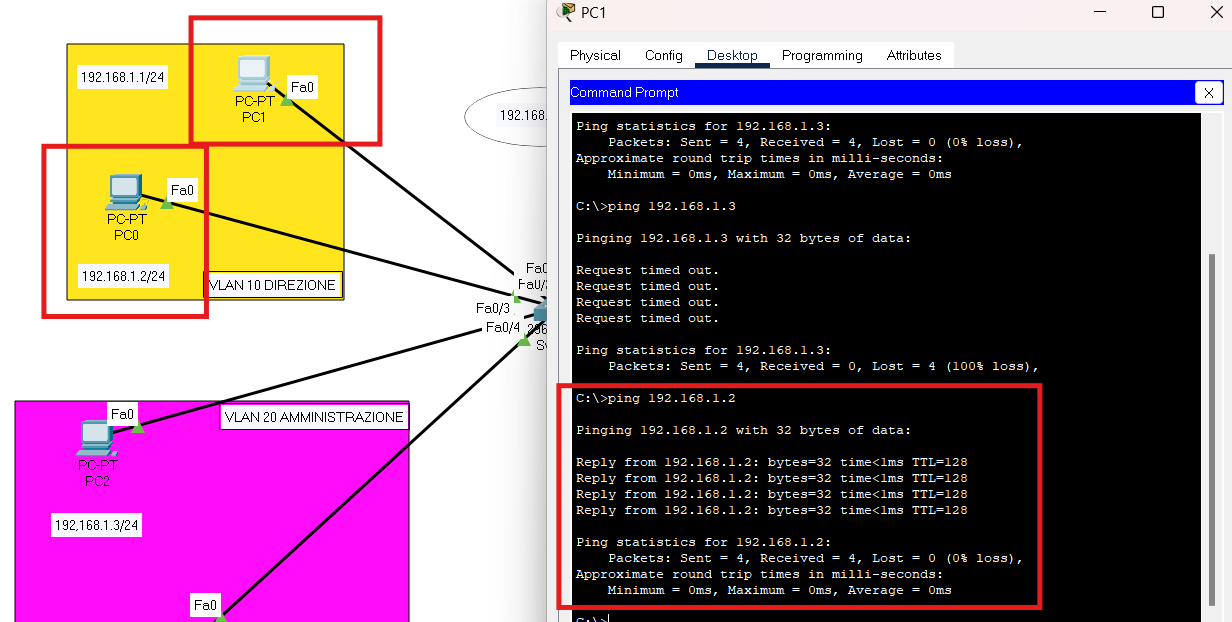 192.168.1.1/24
Fa0
PC-PT
PC1
Fa0
PC-PT
PC0
192.168.1.2/24
VLAN 10 DIREZIONE
192.168.
Fa0
Fa0/2
Fa0/3
Fa0/4
Fa0
VLAN 20 AMMINISTRAZIONE
PC-PT
PC2
192,168.1.3/24
Fa0
PC1
Physical
Config
Desktop
Programming
Attributes
Command Prompt
X
Ping statistics for 192.168.1.3:
Packets: Sent = 4, Received = 4, Lost = 0 (0% loss),
Approximate round trip times in milli-seconds:
Minimum = 0ms, Maximum = 0ms, Average = 0ms
C:\>ping 192.168.1.3
Pinging 192.168.1.3 with 32 bytes of data:
Request timed out.
Request timed out.
Request timed out.
Request timed out.
Ping statistics for 192.168.1.3:
Packets: Sent = 4, Received = 0, Lost = 4 (100% loss),
C:\>ping 192.168.1.2
Pinging 192.168.1.2 with 32 bytes of data:
Reply from 192.168.1.2: bytes=32 time<1ms TTL=128
Reply from 192.168.1.2: bytes=32 time<1ms TTL=128
Reply from 192.168.1.2: bytes=32 time<1ms TTL=128
Reply from 192.168.1.2: bytes=32 time<1ms TTL=128
Ping statistics for 192.168.1.2:
Packets: Sent = 4, Received = 4, Lost = 0 (0% loss),
Approximate round trip times in milli-seconds:
Minimum = 0ms, Maximum = 0ms, Average = 0ms
C:\>